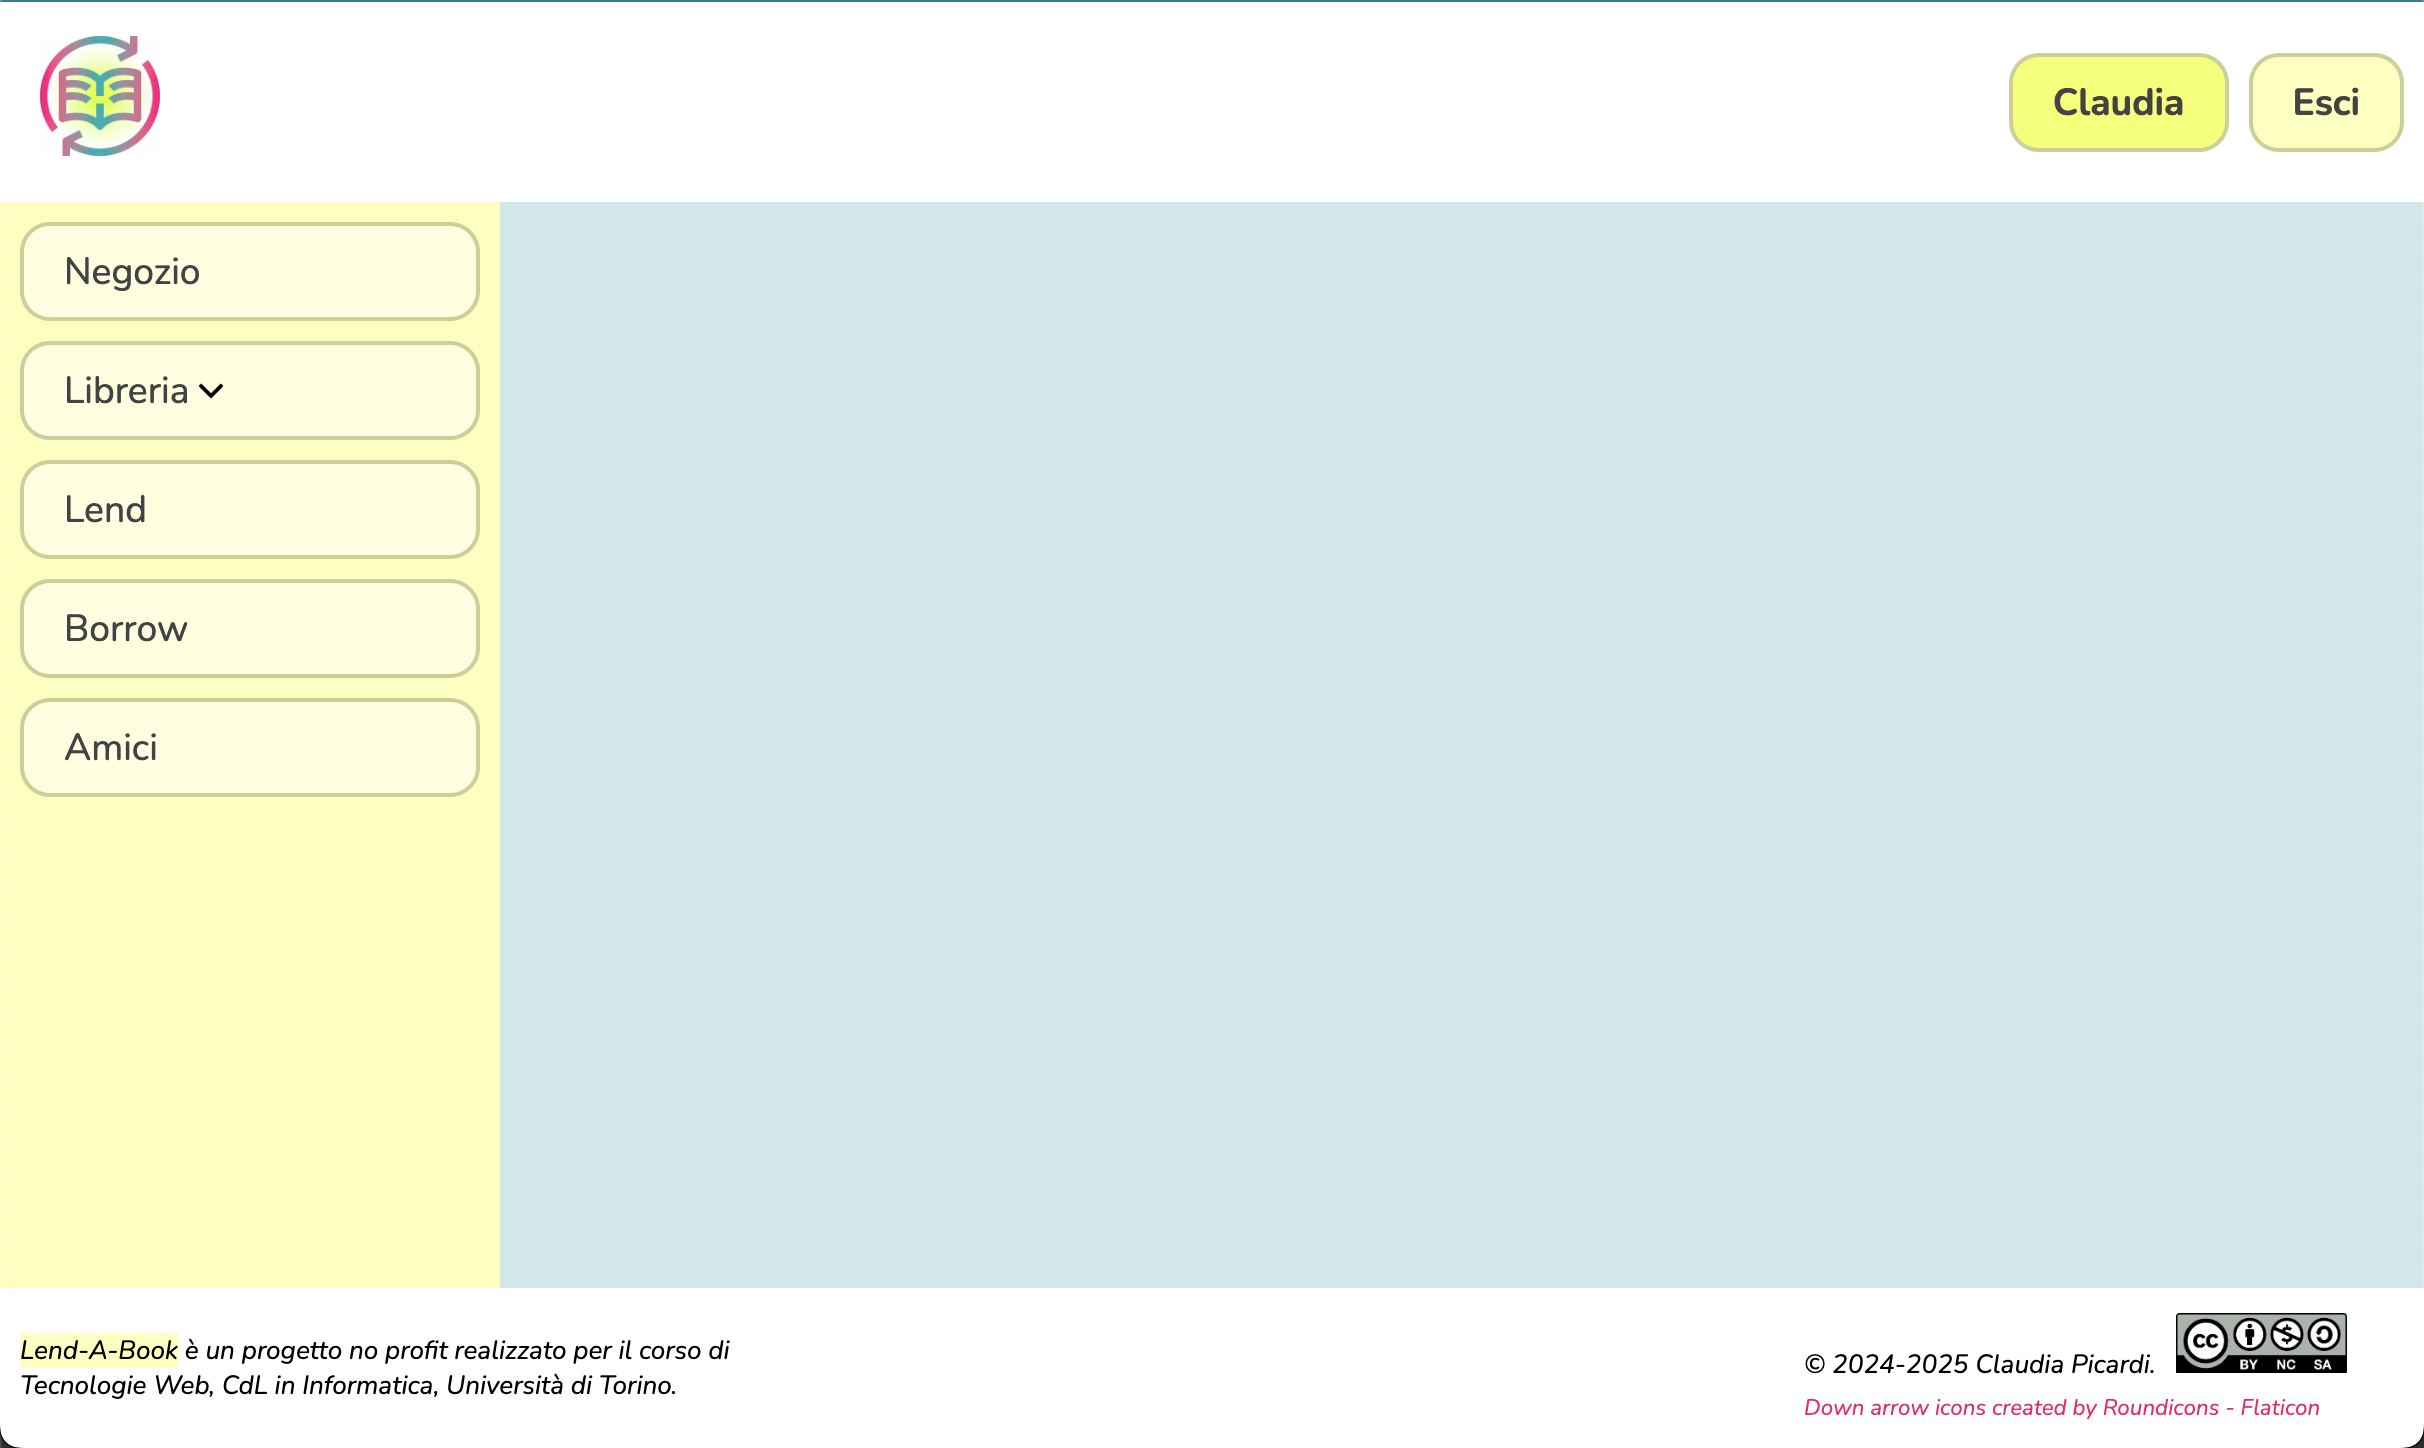 Claudia
Esci
Negozio
Libreria
Lend
Borrow
Amici
Lend-A-Book è un progetto no profit realizzato per il corso di
Tecnologie Web, CdL in Informatica, Università di Torino.
© 2024-2025 Claudia Picardi.
cc BY NC SA
Down arrow icons created by Roundicons - Flaticon